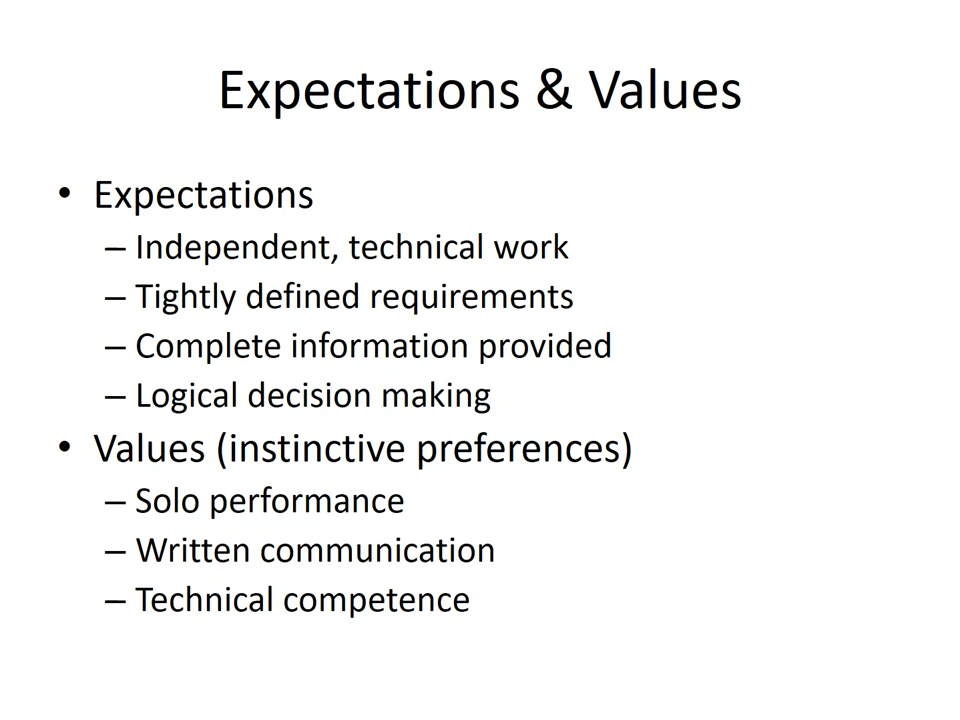 Expectations & Values
• Expectations
– Independent, technical work
– Tightly defined requirements
– Complete information provided
– Logical decision making
• Values (instinctive preferences)
– Solo performance
– Written communication
– Technical competence